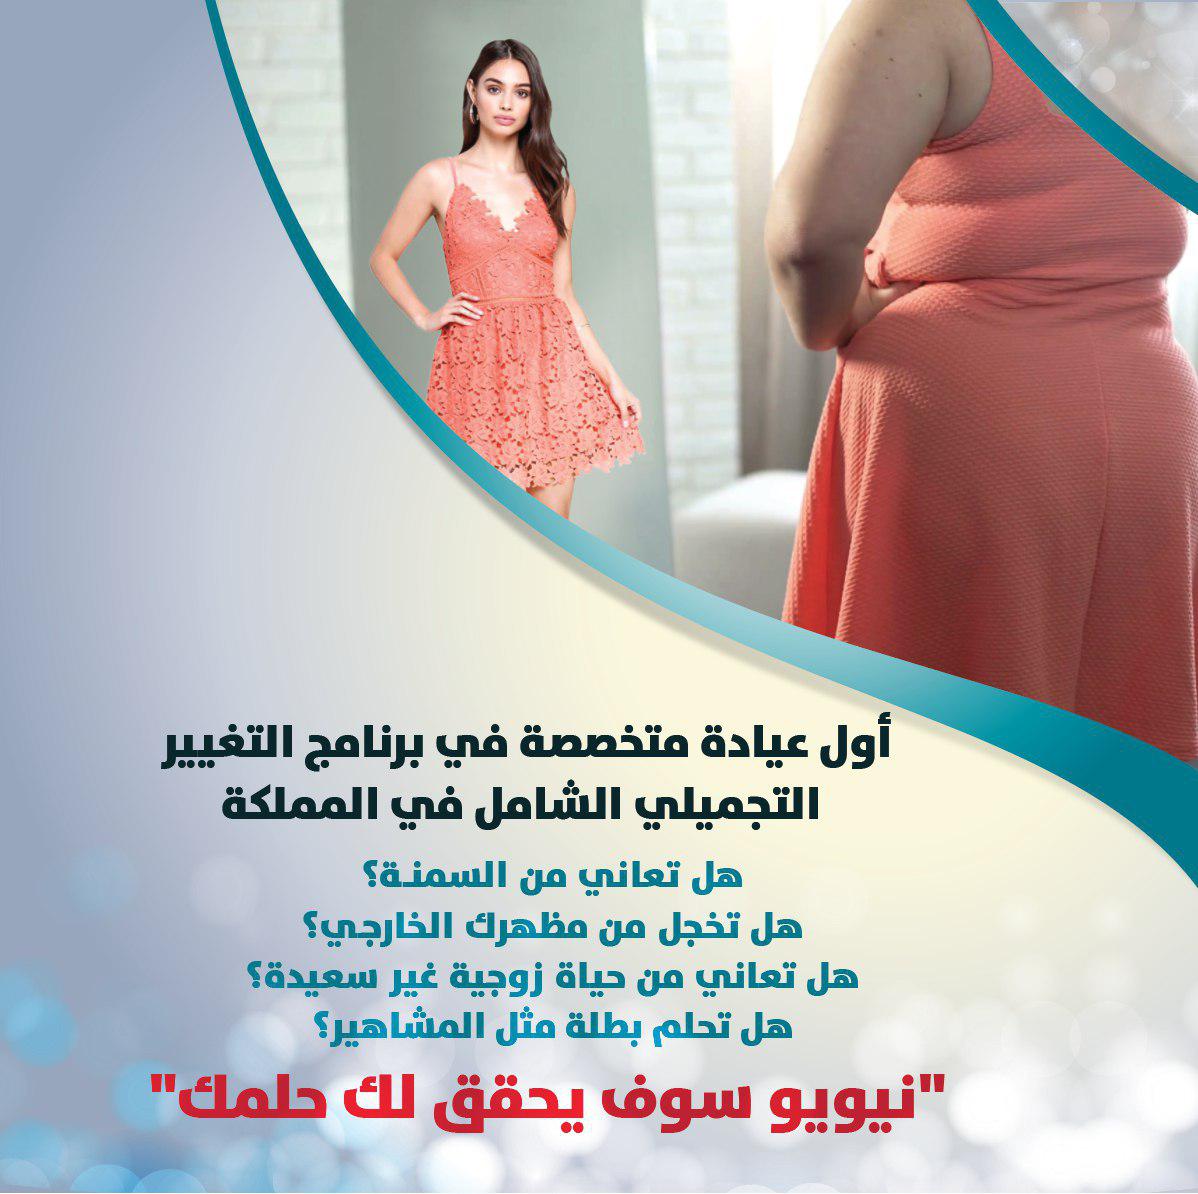 أول عيادة متخصصة في برنامج التغيير
التجميلي الشامل في المملكة
هل تعاني من السمنـة؟
هل تخجل من مظهرك الخارجي؟
هل تعاني من حياة زوجية غير سعيدة؟
هل تحلم بطلة مثل المشاهير؟
"نيويو سوف يحقق لك حلمك"